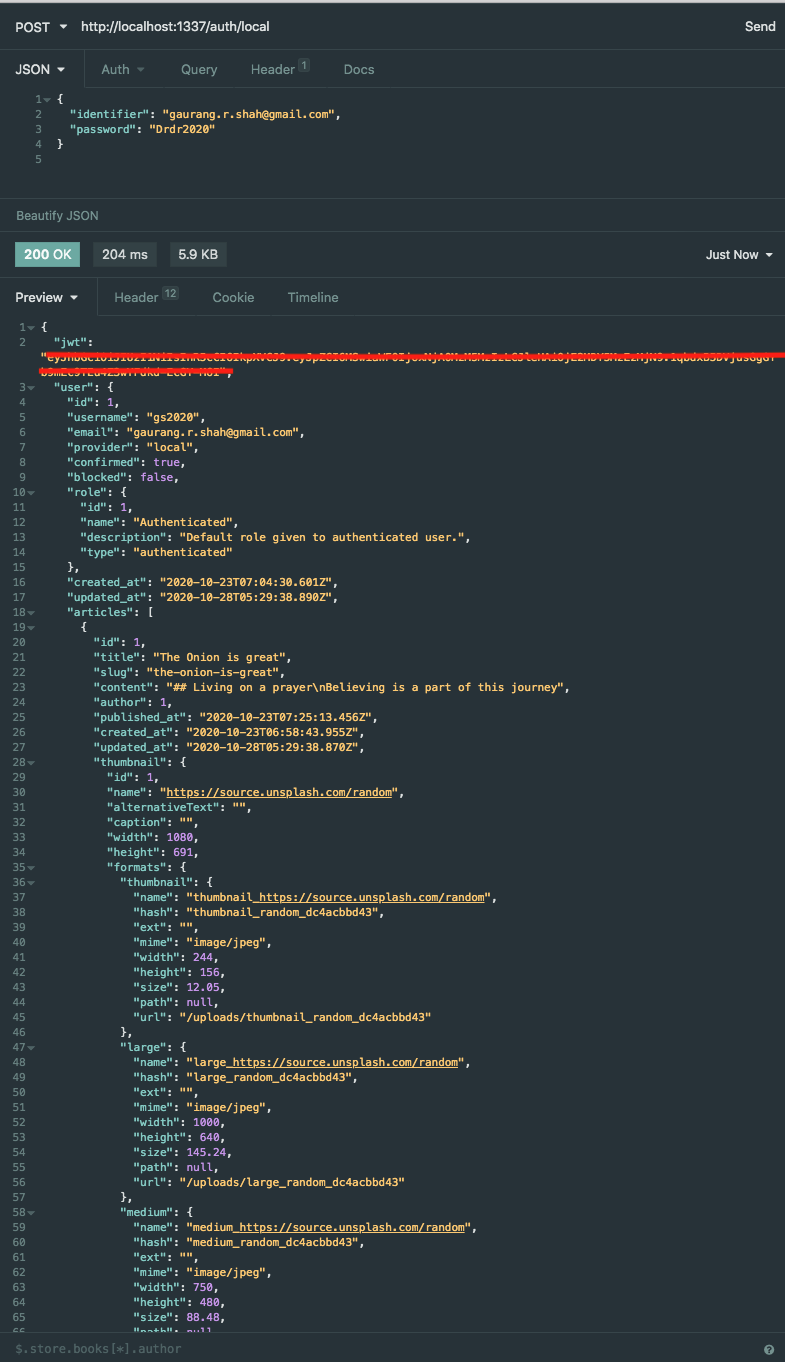 POST http://localhost:1337/auth/local Send
JSON Auth Query Header 1 Docs
1 {
2 "identifier": "gaurang.r.shah@gmail.com",
3 "password": "Drdr2020"
4 }
5
Beautify JSON
200 OK 204 ms 5.9 KB Just Now
Preview Header 12 Cookie Timeline
1 {
2 "jwt":
3 "user": {
4 "id": 1,
5 "username": "gs2020",
6 "email": "gaurang.r.shah@gmail.com",
7 "provider": "local",
8 "confirmed": true,
9 "blocked": false,
10 "role": {
11 "id": 1,
12 "name": "Authenticated",
13 "description": "Default role given to authenticated user.",
14 "type": "authenticated"
15 },
16 "created_at": "2020-10-23T07:04:30.601Z",
17 "updated_at": "2020-10-28T05:29:38.890Z",
18 "articles": [
19 {
20 "id": 1,
21 "title": "The Onion is great",
22 "slug": "the-onion-is-great",
23 "content": "## Living on a prayer\nBelieving is a part of this journey",
24 "author": 1,
25 "published_at": "2020-10-23T07:25:13.456Z",
26 "created_at": "2020-10-23T06:58:43.955Z",
27 "updated_at": "2020-10-28T05:29:38.870Z",
28 "thumbnail": {
29 "id": 1,
30 "name": "https://source.unsplash.com/random",
31 "alternativeText": "",
32 "caption": "",
33 "width": 1080,
34 "height": 691,
35 "formats": {
36 "thumbnail": {
37 "name": "thumbnail_https://source.unsplash.com/random",
38 "hash": "thumbnail_random_dc4acbbd43",
39 "ext": "",
40 "mime": "image/jpeg",
41 "width": 244,
42 "height": 156,
43 "size": 12.05,
44 "path": null,
45 "url": "/uploads/thumbnail_random_dc4acbbd43"
46 },
47 "large": {
48 "name": "large_https://source.unsplash.com/random",
49 "hash": "large_random_dc4acbbd43",
50 "ext": "",
51 "mime": "image/jpeg",
52 "width": 1000,
53 "height": 640,
54 "size": 145.24,
55 "path": null,
56 "url": "/uploads/large_random_dc4acbbd43"
57 },
58 "medium": {
59 "name": "medium_https://source.unsplash.com/random",
60 "hash": "medium_random_dc4acbbd43",
61 "ext": "",
62 "mime": "image/jpeg",
63 "width": 750,
64 "height": 480,
65 "size": 88.48,
66 "path": null
$.store.books[*].author